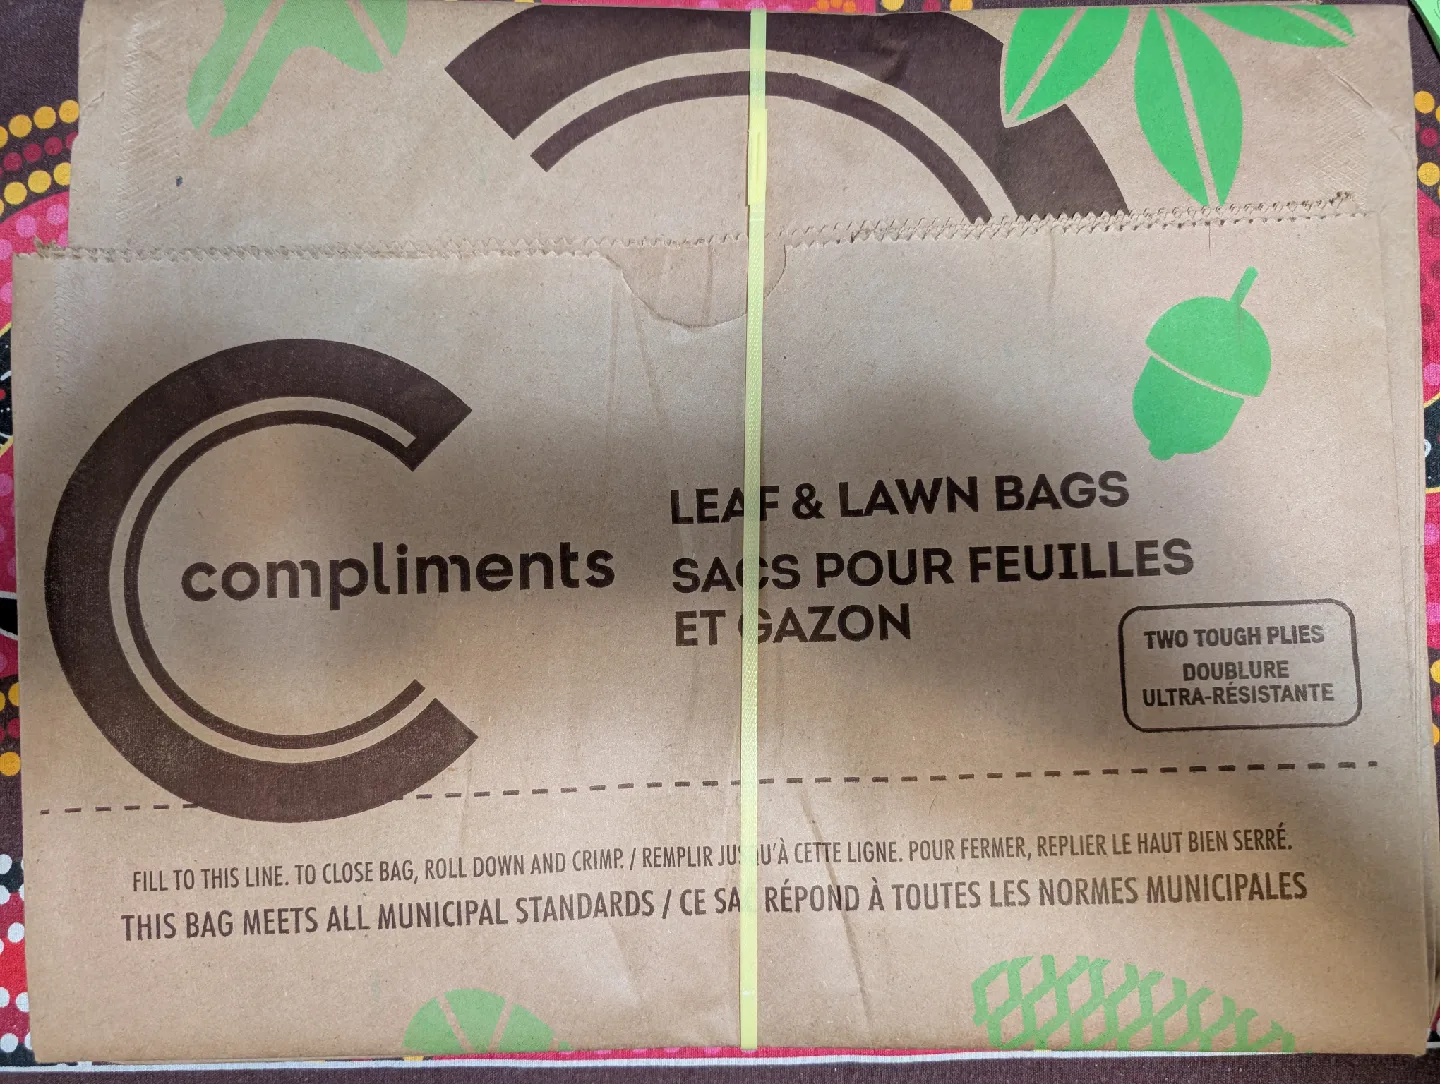 compliments
LEAF & LAWN BAGS
SACS POUR FEUILLES
ET GAZON
TWO TOUGH PLIES
DOUBLURE
ULTRA-RÉSISTANTE
FILL TO THIS LINE. TO CLOSE BAG, ROLL DOWN AND CRIMP. / REMPLIR JUSQU'À CETTE LIGNE. POUR FERMER, REPLIER LE HAUT BIEN SERRÉ.
THIS BAG MEETS ALL MUNICIPAL STANDARDS / CE SAC RÉPOND À TOUTES LES NORMES MUNICIPALES